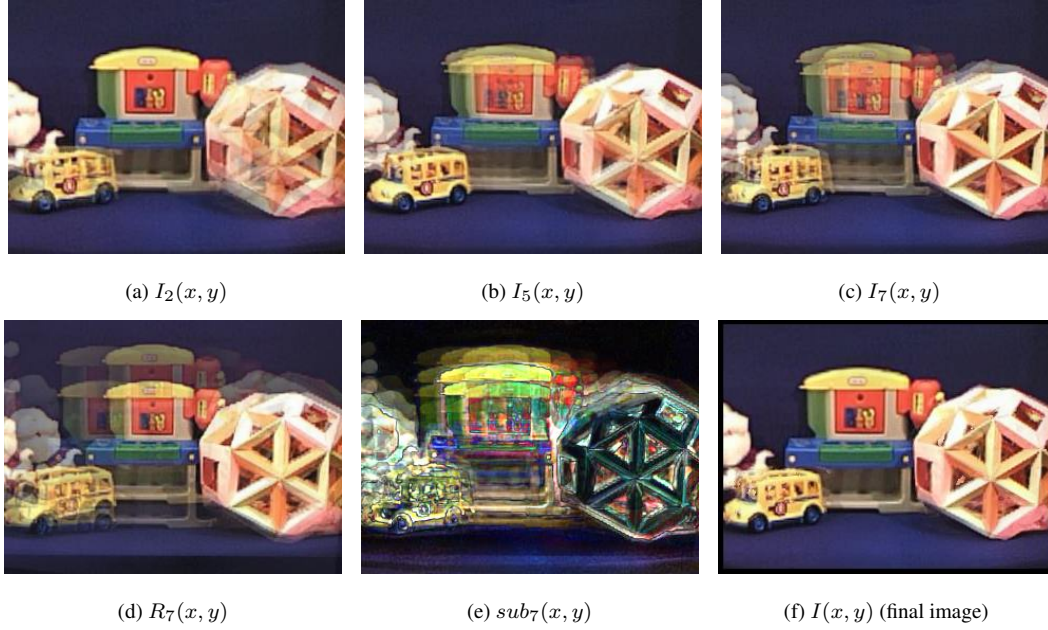 (a) $I_2(x, y)$
(b) $I_5(x, y)$
(c) $I_7(x, y)$
(d) $R_7(x, y)$
(e) $sub_7(x, y)$
(f) $I(x, y)$ (final image)